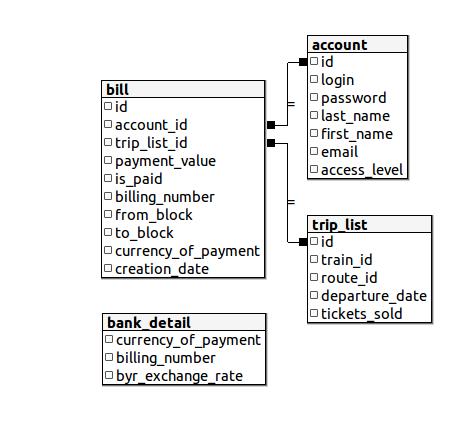 account
id
login
password
last_name
first_name
email
access_level
bill
id
account_id
trip_list_id
payment_value
is_paid
billing_number
from_block
to_block
currency_of_payment
creation_date
=
=
trip_list
id
train_id
route_id
departure_date
tickets_sold
bank_detail
currency_of_payment
billing_number
byr_exchange_rate